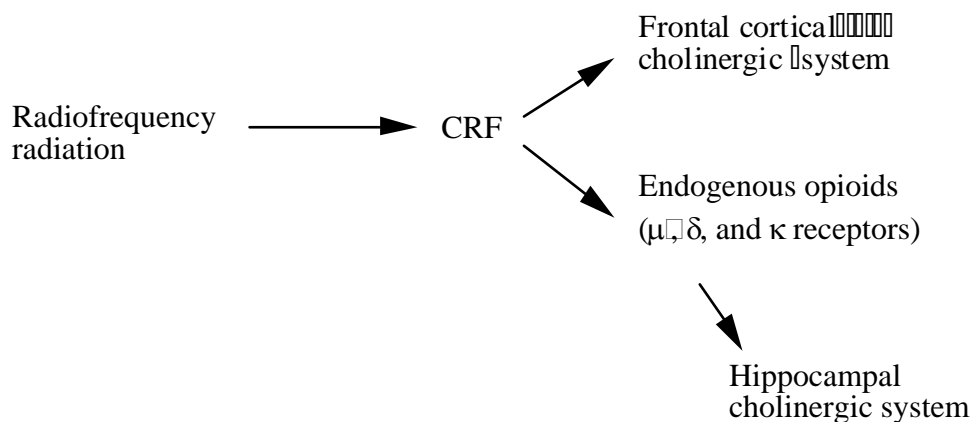 Radiofrequency
radiation
CRF
Frontal cortical
cholinergic system
Endogenous opioids
(μ, δ, and κ receptors)
Hippocampal
cholinergic system